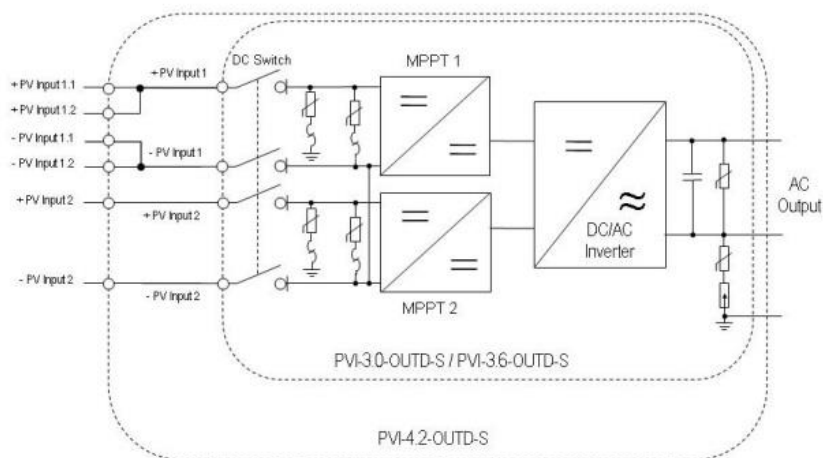 MPPT 1
DC Switch
+ PV Input 1
+ PV Input 1.1
+ PV Input 1.2
- PV Input 1.1
- PV Input 1
- PV Input 1.2
+ PV Input 2
+ PV Input 2
- PV Input 2
- PV Input 2
DC/AC
Inverter
AC
Output
MPPT 2
PVI-3.0-OUTD-S / PVI-3.6-OUTD-S
PVI-4.2-OUTD-S